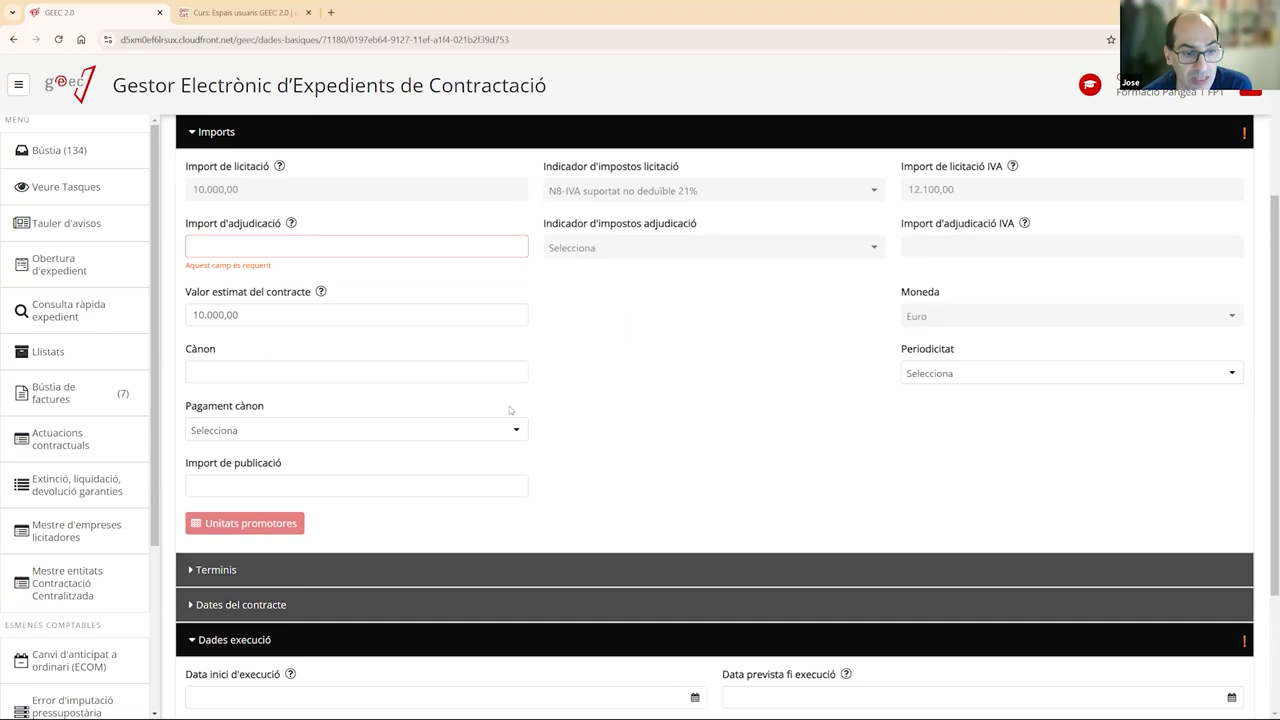 GEEC 2.0
Curs: Espais usuaris GEEC 2.0 |
d5xm0ef6lrsux.cloudfront.net/geec/dades-basiques/71180/0197eb64-9127-11ef-a1f4-021b2f39d753
Jose
geec
Gestor Electrònic d'Expedients de Contractació
Formació Pangea 1 FPT
MENÚ
Bústia (134)
Veure Tasques
Tauler d'avisos
Obertura
d'expedient
Consulta ràpida
expedient
Llistats
Bústia de
factures
(7)
Actuacions
contractuals
Extinció, liquidació,
devolució garanties
Mestre d'empreses
licitadores
Mestre entitats
Contractació
Centralitzada
ESMENES COMPTABLES
Canvi d'anticipat a
ordinari (ECOM)
Error d'imputació
pressupostària
Imports
!
Import de licitació ?
Indicador d'impostos licitació
Import de licitació IVA ?
10.000,00
N8-IVA suportat no deduïble 21%
12.100,00
Import d'adjudicació ?
Indicador d'impostos adjudicació
Import d'adjudicació IVA ?
Selecciona
Aquest camp és requerit
Valor estimat del contracte ?
Moneda
10.000,00
Euro
Cànon
Periodicitat
Selecciona
Pagament cànon
Selecciona
Import de publicació
Unitats promotores
Terminis
Dates del contracte
Dades execució
!
Data inici d'execució ?
Data prevista fi execució ?